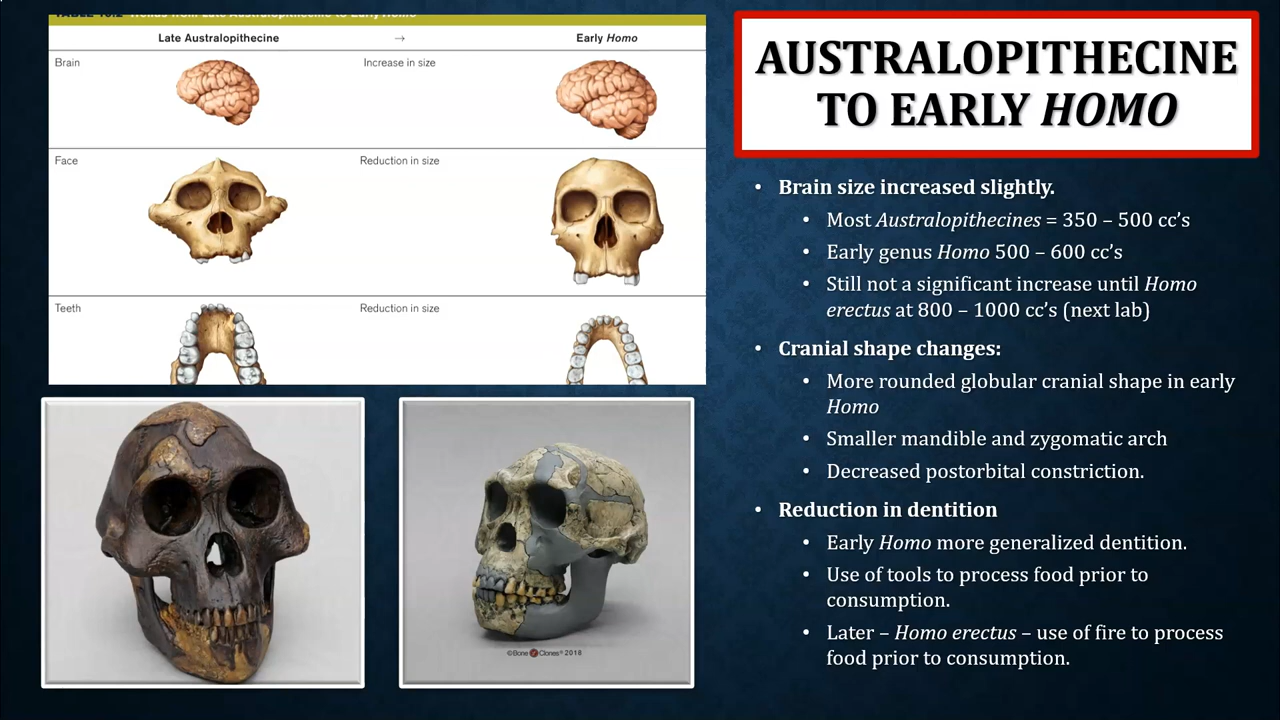 TABLE 10.2 Trends from Late Australopithecine to Early Homo
Late Australopithecine → Early Homo
Brain Increase in size
Face Reduction in size
Teeth Reduction in size
©Bone Clones® 2018
AUSTRALOPITHECINE
TO EARLY HOMO
• Brain size increased slightly.
• Most Australopithecines = 350 – 500 cc's
• Early genus Homo 500 – 600 cc's
• Still not a significant increase until Homo
erectus at 800 – 1000 cc's (next lab)
• Cranial shape changes:
• More rounded globular cranial shape in early
Homo
• Smaller mandible and zygomatic arch
• Decreased postorbital constriction.
• Reduction in dentition
• Early Homo more generalized dentition.
• Use of tools to process food prior to
consumption.
• Later – Homo erectus – use of fire to process
food prior to consumption.